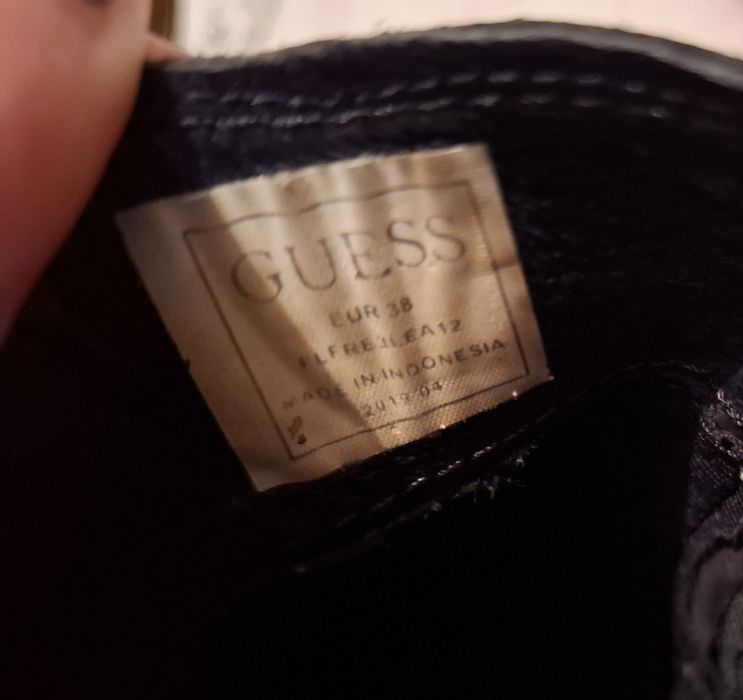 GUESS
EUR 38
FLFRE3LEA12
MADE IN INDONESIA
2019.04